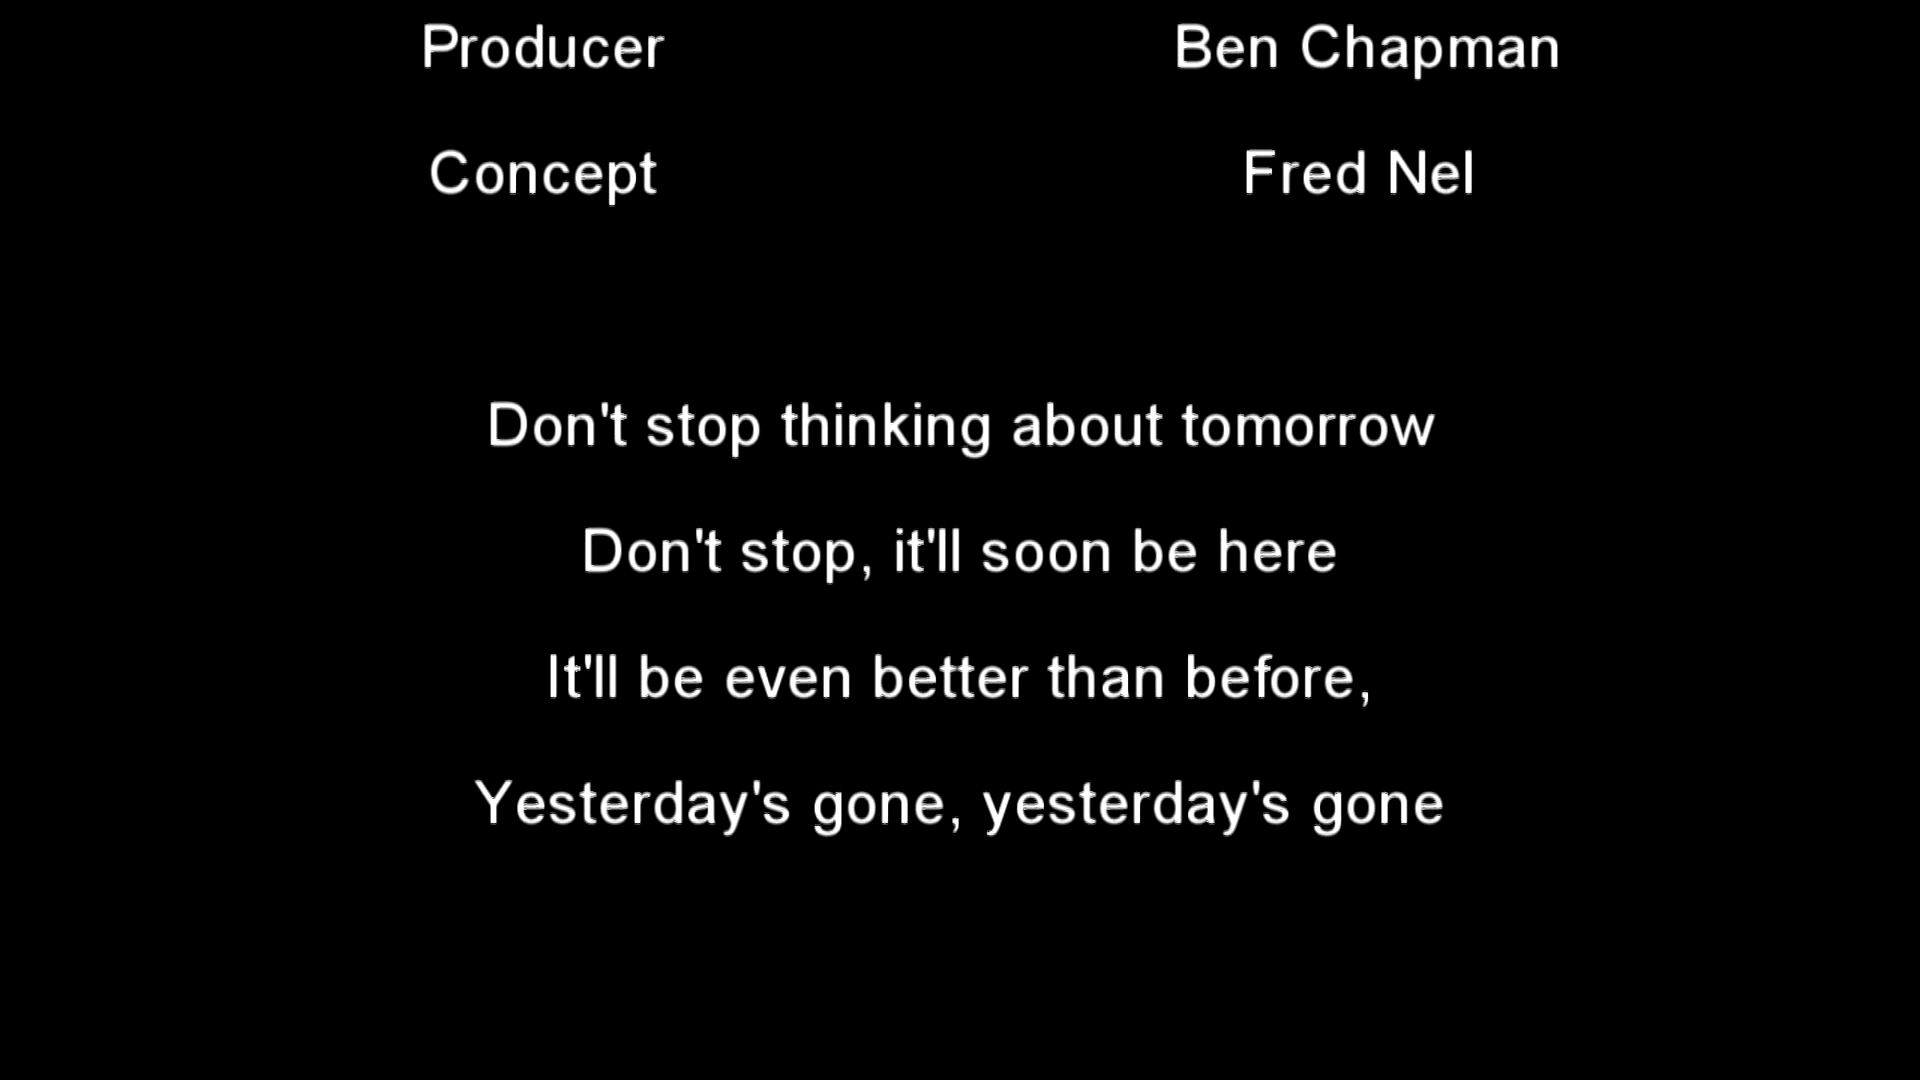 Producer Ben Chapman
Concept Fred Nel
Don't stop thinking about tomorrow
Don't stop, it'll soon be here
It'll be even better than before,
Yesterday's gone, yesterday's gone